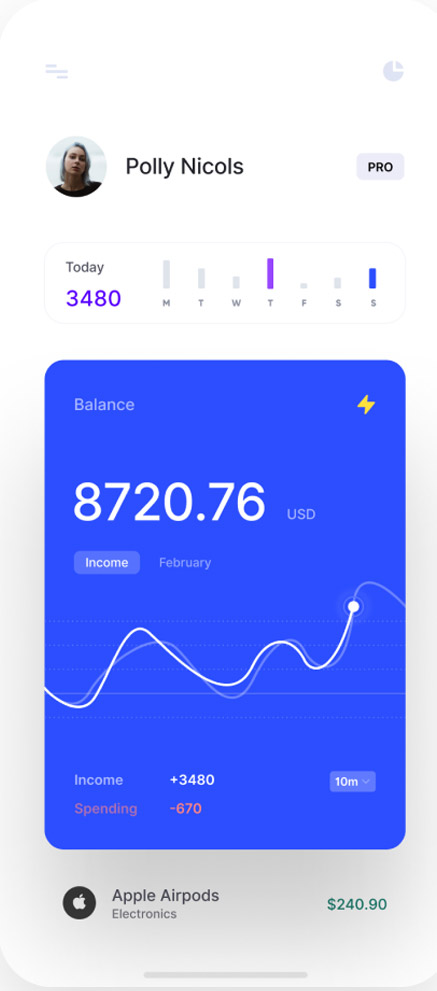 Polly Nicols
PRO
Today
3480
M T W T F S S
Balance
8720.76 USD
Income February
Income +3480 10m
Spending -670
Apple Airpods
Electronics
$240.90